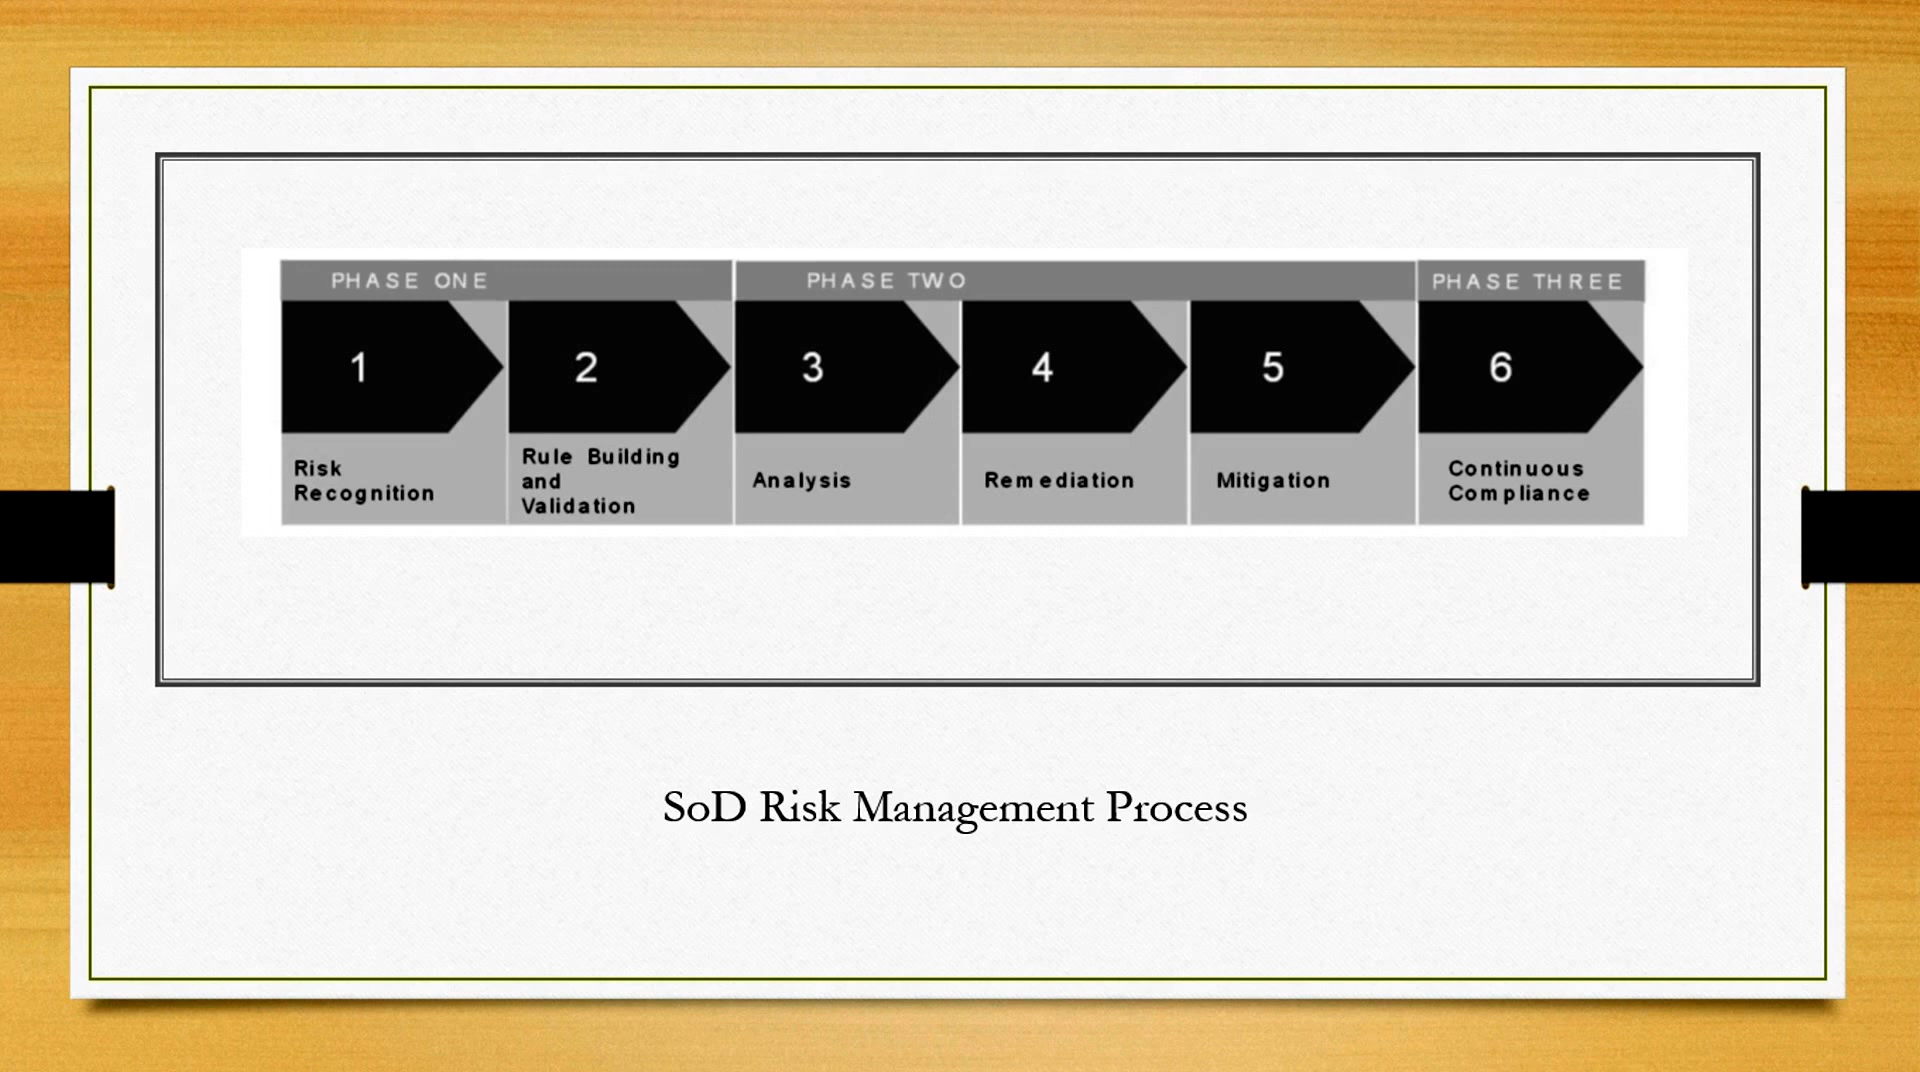 PHASE ONE
PHASE TWO
PHASE THREE
1
2
3
4
5
6
Risk
Recognition
Rule Building
and
Validation
Analysis
Remediation
Mitigation
Continuous
Compliance
SoD Risk Management Process